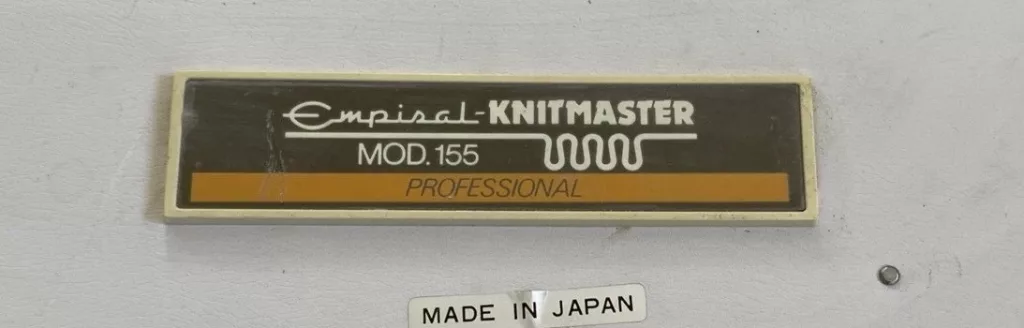 Empisal-KNITMASTER
MOD. 155
PROFESSIONAL
MADE IN JAPAN